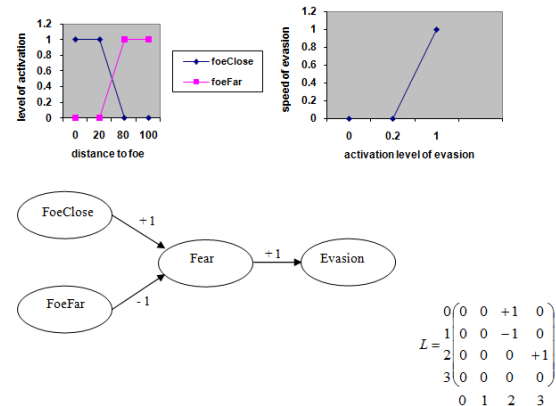 1.2
1
0.8
0.6
0.4
0.2
0
level of activation
0 20 80 100
distance to foe
foeClose
foeFar
1.2
1
0.8
0.6
0.4
0.2
0
speed of evasion
0 0.2 1
activation level of evasion
FoeClose
+1
Fear
+1
Evasion
FoeFar
-1
L =
0 0 0 +1 0
1 0 0 -1 0
2 0 0 0 +1
3 0 0 0 0
0 1 2 3